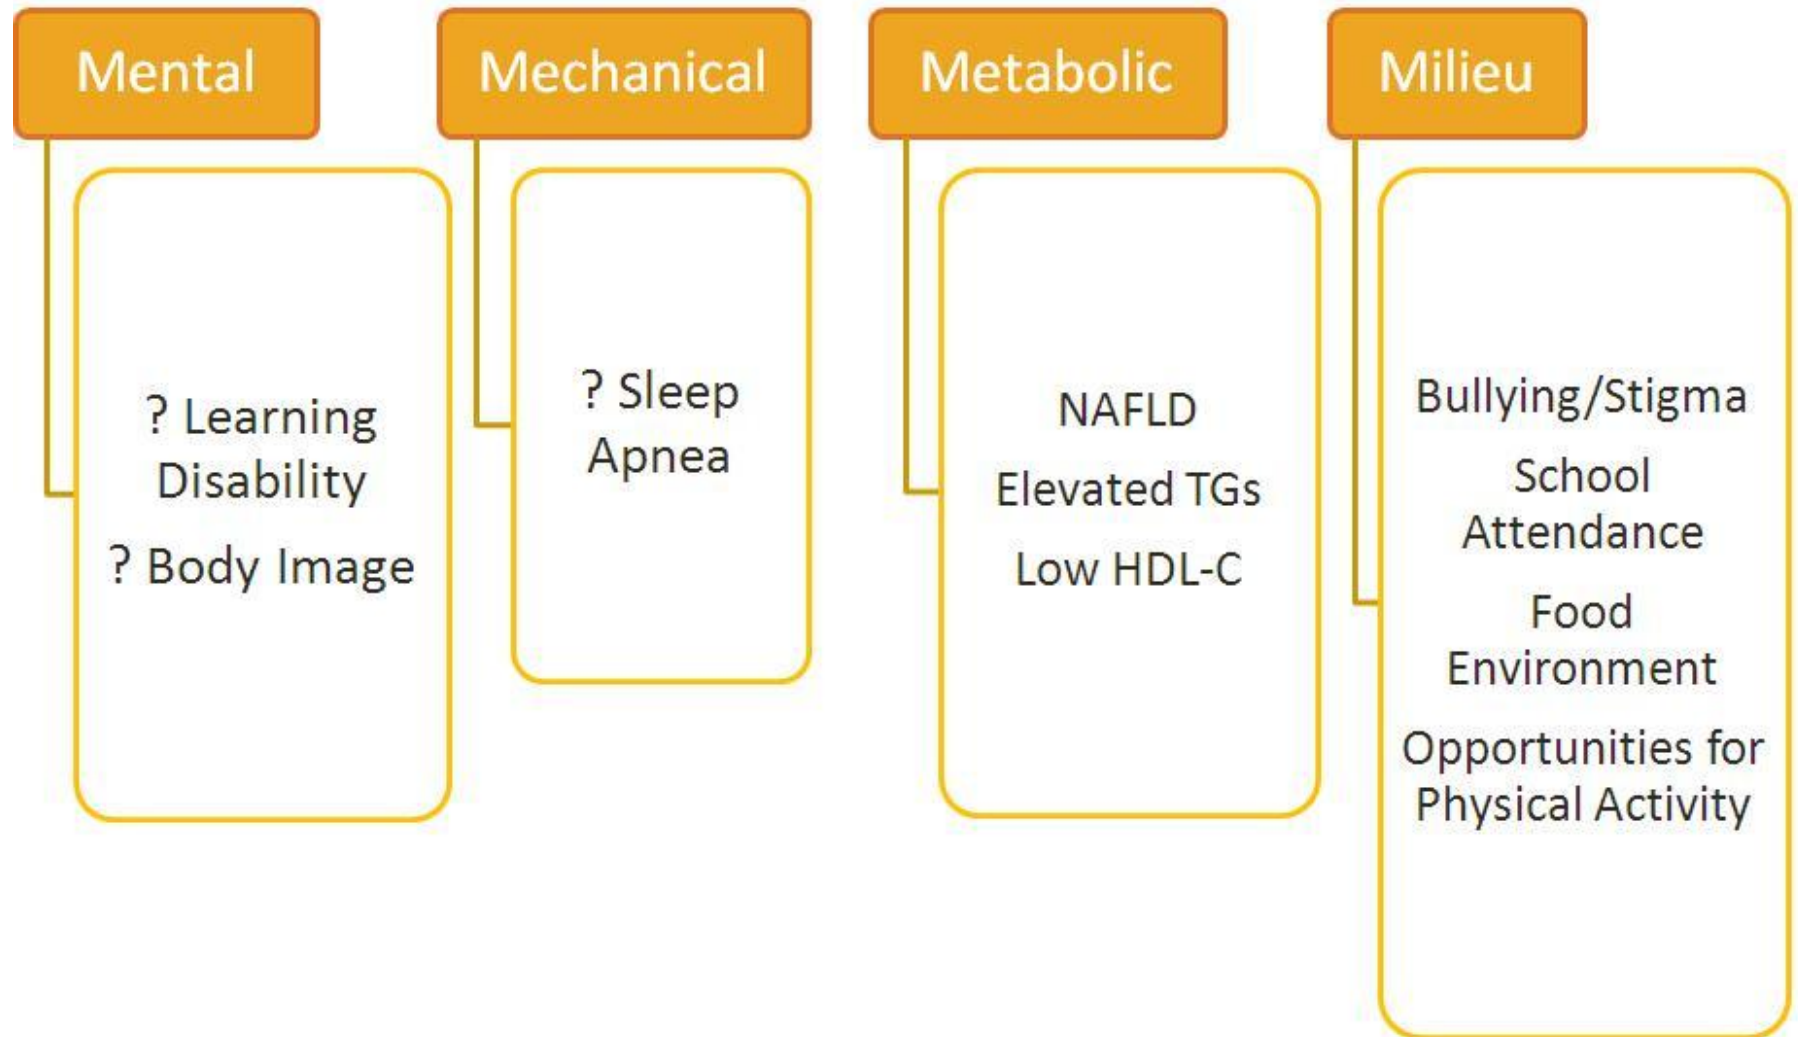 Mental
? Learning
Disability
? Body Image
Mechanical
? Sleep
Apnea
Metabolic
NAFLD
Elevated TGs
Low HDL-C
Milieu
Bullying/Stigma
School
Attendance
Food
Environment
Opportunities for
Physical Activity